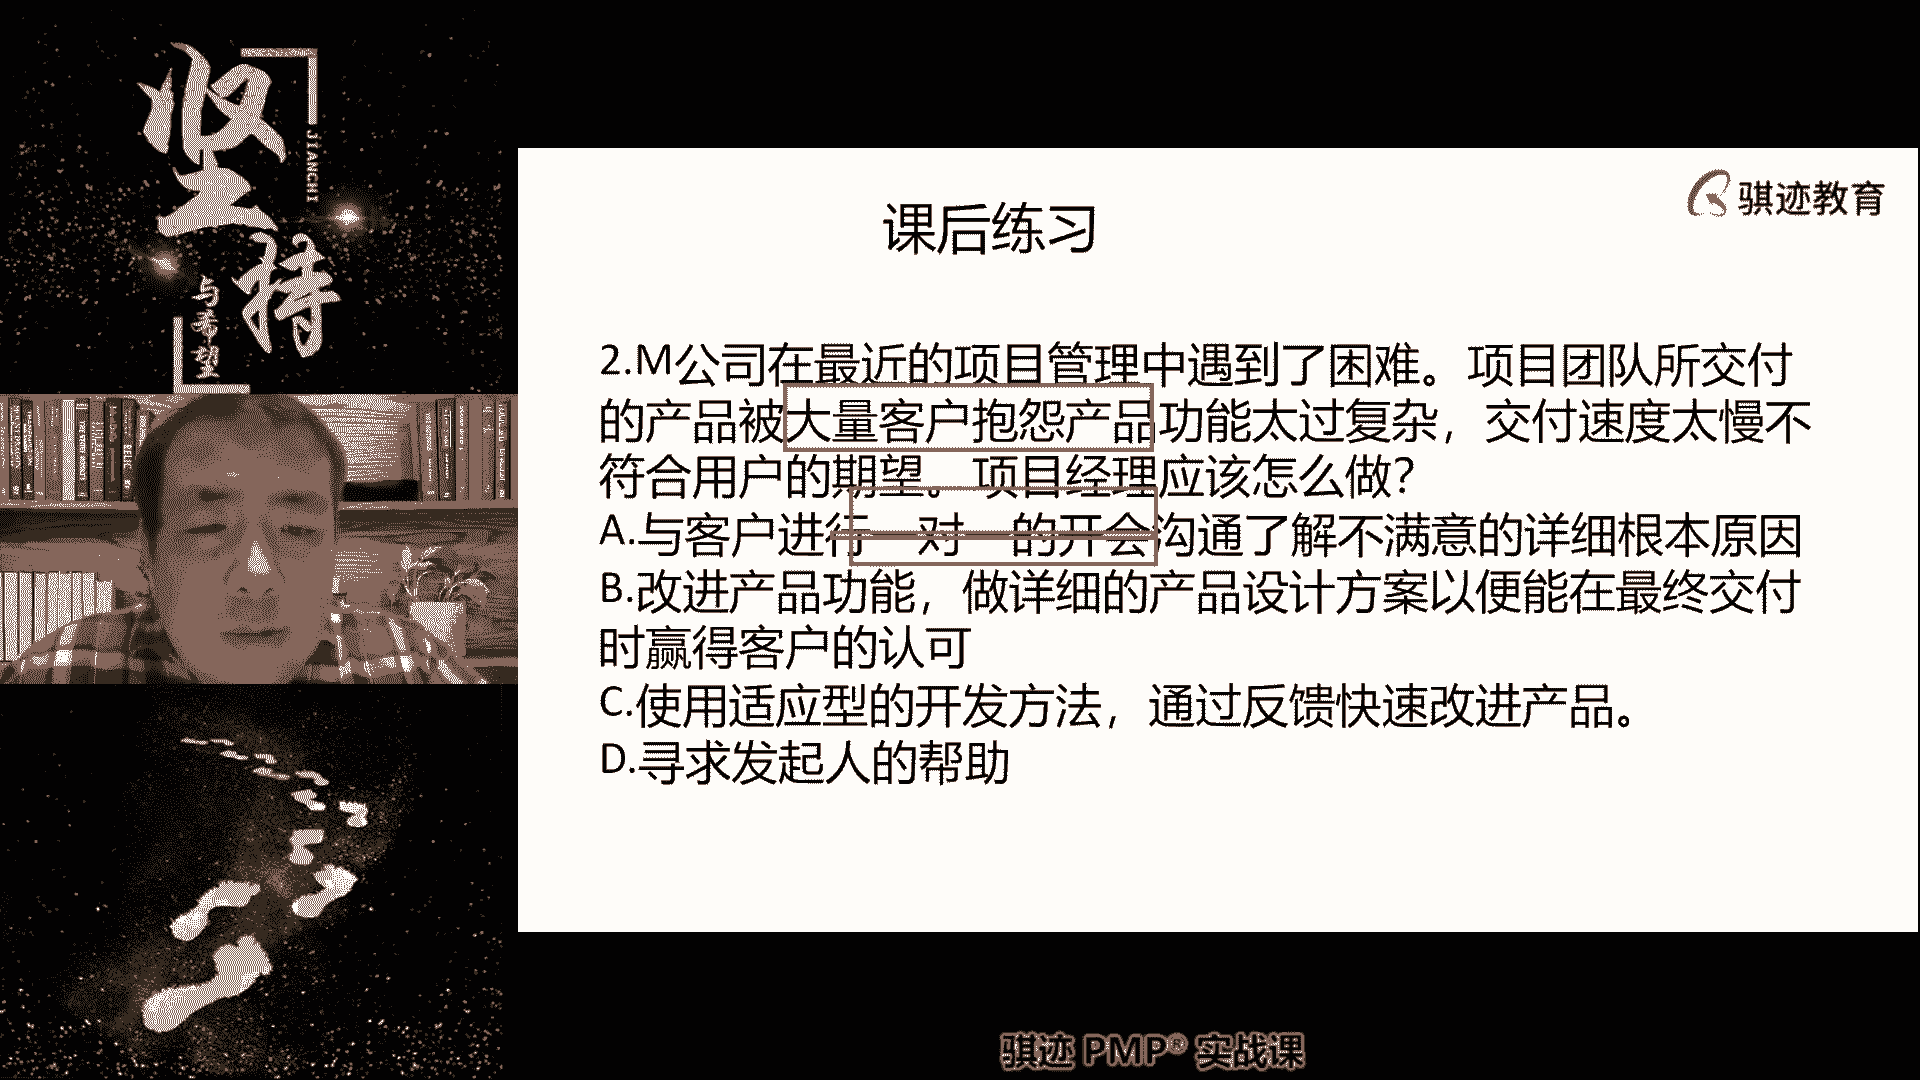 坚持
JIANCHI
与希望
骐迹教育
课后练习
2.M公司在最近的项目管理中遇到了困难。项目团队所交付
的产品被大量客户抱怨产品功能太过复杂，交付速度太慢不
符合用户的期望。项目经理应该怎么做？
A.与客户进行一对一的开会沟通了解不满意的详细根本原因
B.改进产品功能，做详细的产品设计方案以便能在最终交付
时赢得客户的认可
C.使用适应型的开发方法，通过反馈快速改进产品。
D.寻求发起人的帮助
骐迹 PMP® 实战课